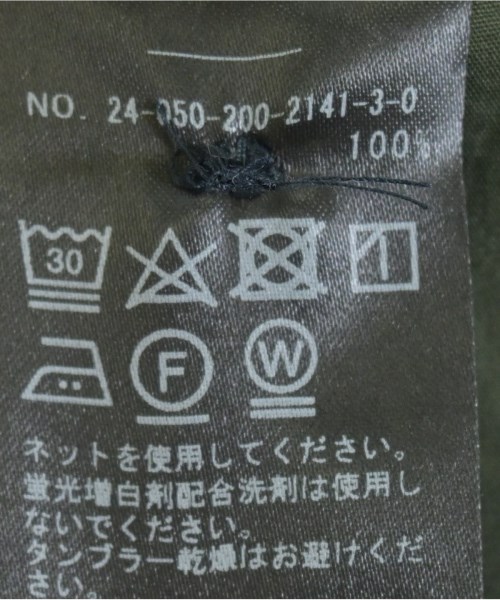 NO. 24-050-200-2141-3-0
100%
30
F
W
ネットを使用してください。
蛍光増白剤配合洗剤は使用し
ないでください。
タンブラー乾燥はお避けくだ
さい。